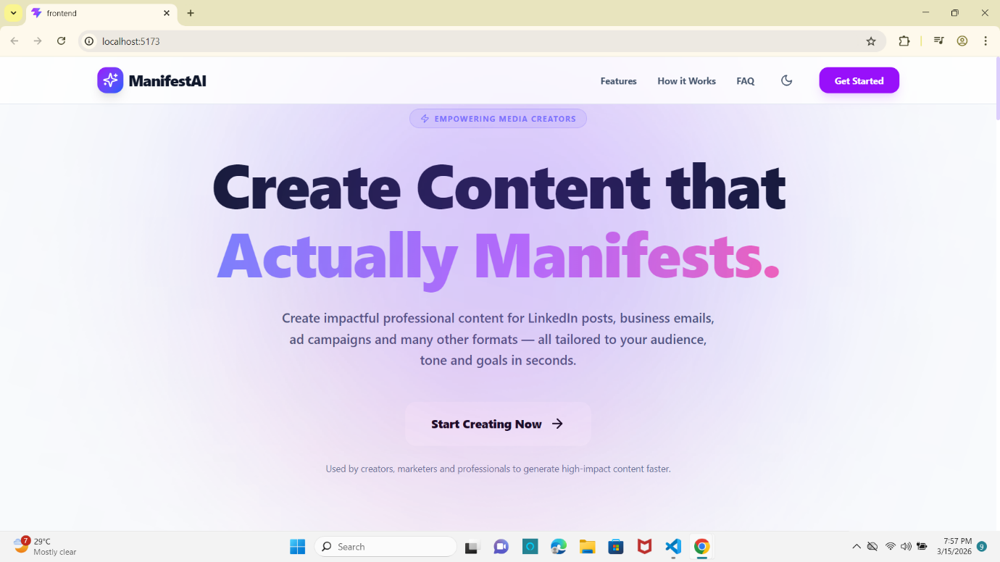 frontend
localhost:5173
ManifestAI
Features
How it Works
FAQ
Get Started
EMPOWERING MEDIA CREATORS
Create Content that
Actually Manifests.
Create impactful professional content for LinkedIn posts, business emails,
ad campaigns and many other formats — all tailored to your audience,
tone and goals in seconds.
Start Creating Now
Used by creators, marketers and professionals to generate high-impact content faster.
7
29°C
Mostly clear
Search
7:57 PM
3/15/2026
9